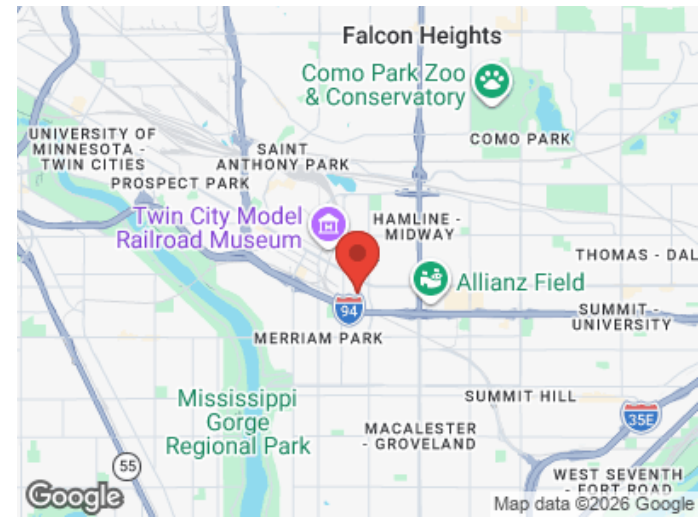 Falcon Heights
Como Park Zoo
& Conservatory
UNIVERSITY OF
MINNESOTA -
TWIN CITIES
SAINT
ANTHONY PARK
COMO PARK
PROSPECT PARK
Twin City Model
Railroad Museum
HAMLINE -
MIDWAY
THOMAS - DAL
Allianz Field
94
SUMMIT -
UNIVERSITY
MERRIAM PARK
Mississippi
Gorge
Regional Park
SUMMIT HILL
35E
MACALESTER
- GROVELAND
55
WEST SEVENTH
- FORT ROAD
Google
Map data ©2026 Google